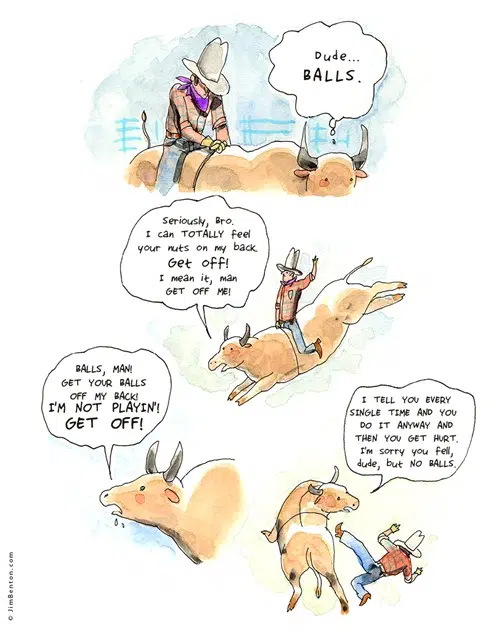 Dude...
BALLS.
Seriously, Bro.
I can TOTALLY feel
your nuts on my back.
Get off!
I mean it, man
GET OFF ME!
BALLS, MAN!
GET YOUR BALLS
OFF MY BACK!
I'M NOT PLAYIN'!
GET OFF!
I TELL YOU EVERY
SINGLE TIME AND YOU
DO IT ANYWAY AND
THEN YOU GET HURT.
I'm sorry you fell,
dude, but NO BALLS.
© JimBenton.com